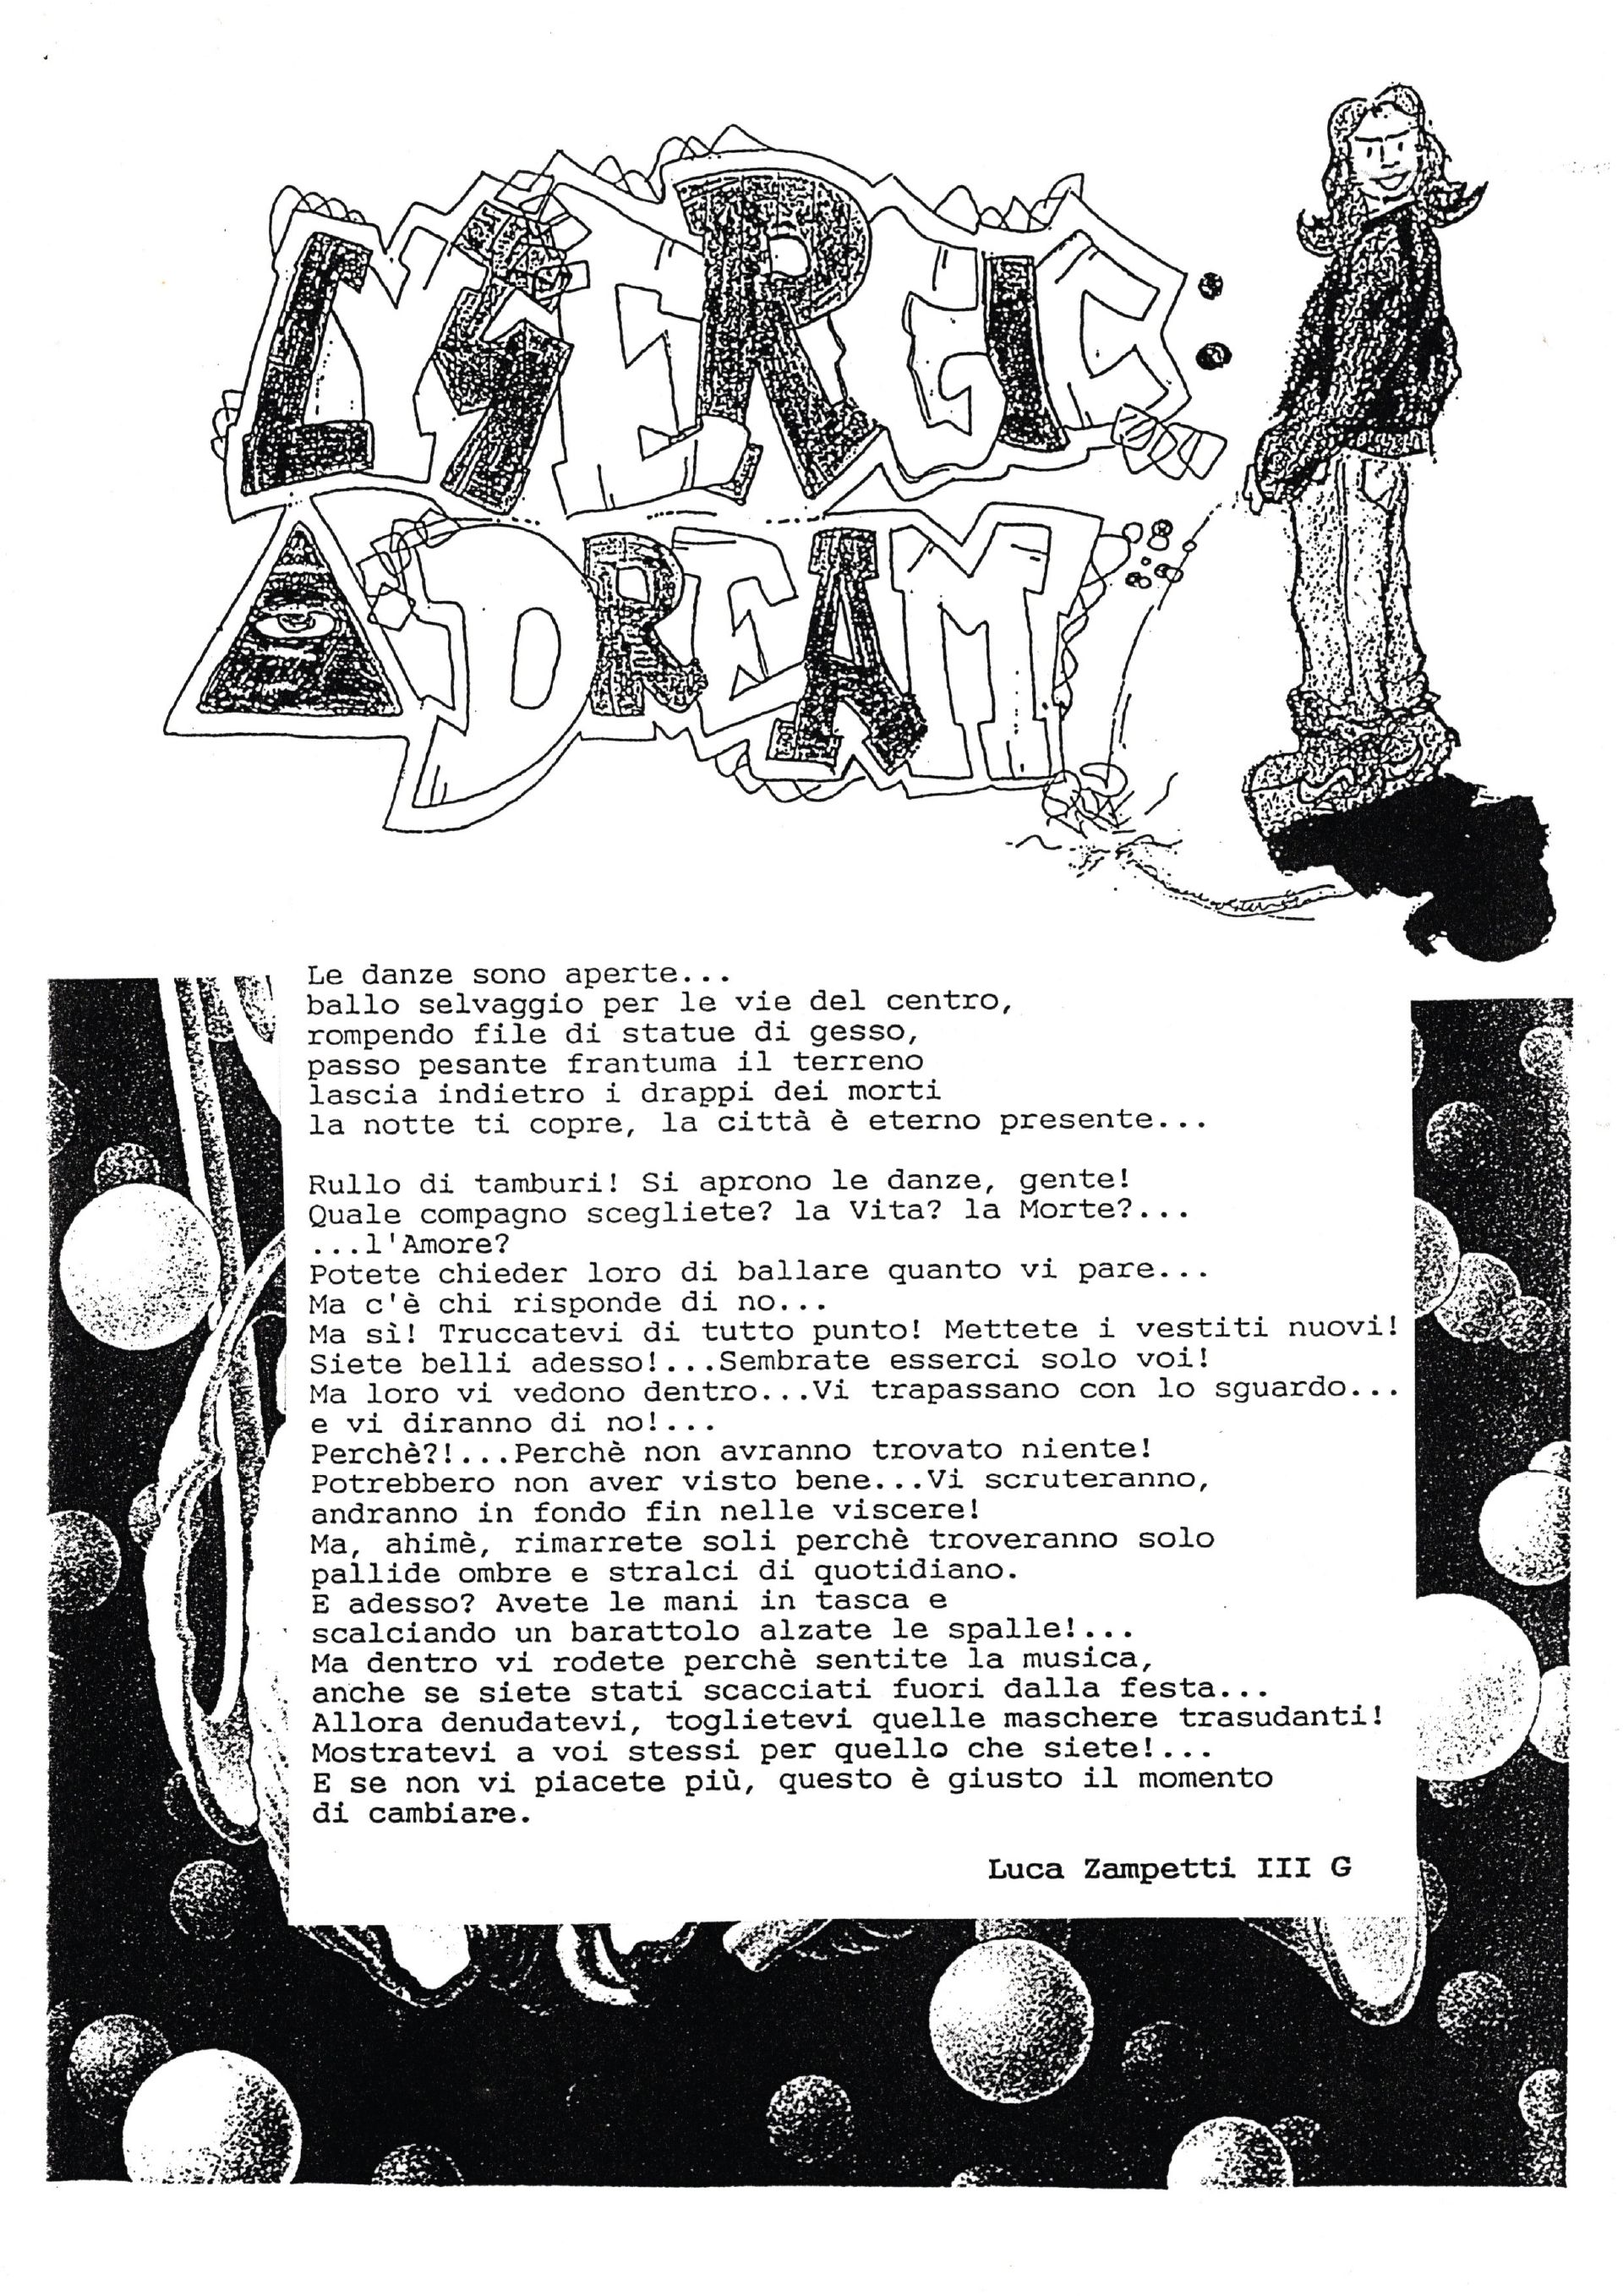 LYSERGIC:
A DREAM
Le danze sono aperte...
ballo selvaggio per le vie del centro,
rompendo file di statue di gesso,
passo pesante frantuma il terreno
lascia indietro i drappi dei morti
la notte ti copre, la città è eterno presente...
Rullo di tamburi! Si aprono le danze, gente!
Quale compagno scegliete? la Vita? la Morte?...
...l'Amore?
Potete chieder loro di ballare quanto vi pare...
Ma c'è chi risponde di no...
Ma sì! Truccatevi di tutto punto! Mettete i vestiti nuovi!
Siete belli adesso!...Sembrate esserci solo voi!
Ma loro vi vedono dentro...Vi trapassano con lo sguardo...
e vi diranno di no!...
Perchè?!...Perchè non avranno trovato niente!
Potrebbero non aver visto bene...Vi scruteranno,
andranno in fondo fin nelle viscere!
Ma, ahimè, rimarrete soli perchè troveranno solo
pallide ombre e stralci di quotidiano.
E adesso? Avete le mani in tasca e
scalciando un barattolo alzate le spalle!...
Ma dentro vi rodete perchè sentite la musica,
anche se siete stati scacciati fuori dalla festa...
Allora denudatevi, toglietevi quelle maschere trasudanti!
Mostratevi a voi stessi per quello che siete!...
E se non vi piacete più, questo è giusto il momento
di cambiare.
Luca Zampetti III G